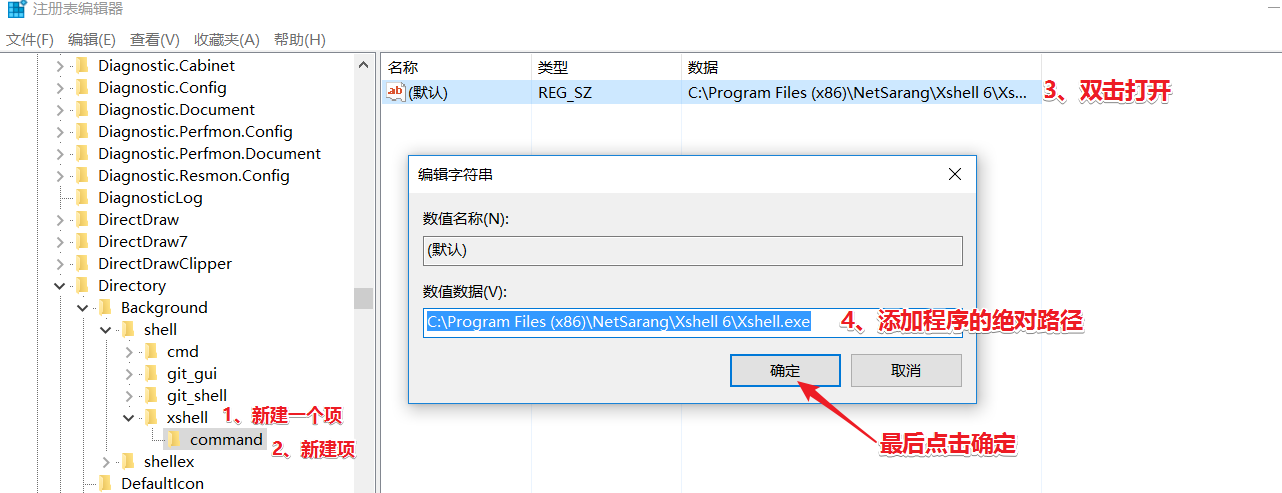 注册表编辑器
文件(F) 编辑(E) 查看(V) 收藏夹(A) 帮助(H)
Diagnostic.Cabinet
Diagnostic.Config
Diagnostic.Document
Diagnostic.Perfmon.Config
Diagnostic.Perfmon.Document
Diagnostic.Resmon.Config
DiagnosticLog
DirectDraw
DirectDraw7
DirectDrawClipper
Directory
Background
shell
cmd
git_gui
git_shell
xshell 1、新建一个项
command 2、新建项
shellex
DefaultIcon
名称 类型 数据
ab (默认) REG_SZ C:\Program Files (x86)\NetSarang\Xshell 6\Xs... 3、双击打开
编辑字符串
数值名称(N):
(默认)
数值数据(V):
C:\Program Files (x86)\NetSarang\Xshell 6\Xshell.exe 4、添加程序的绝对路径
确定 取消
最后点击确定